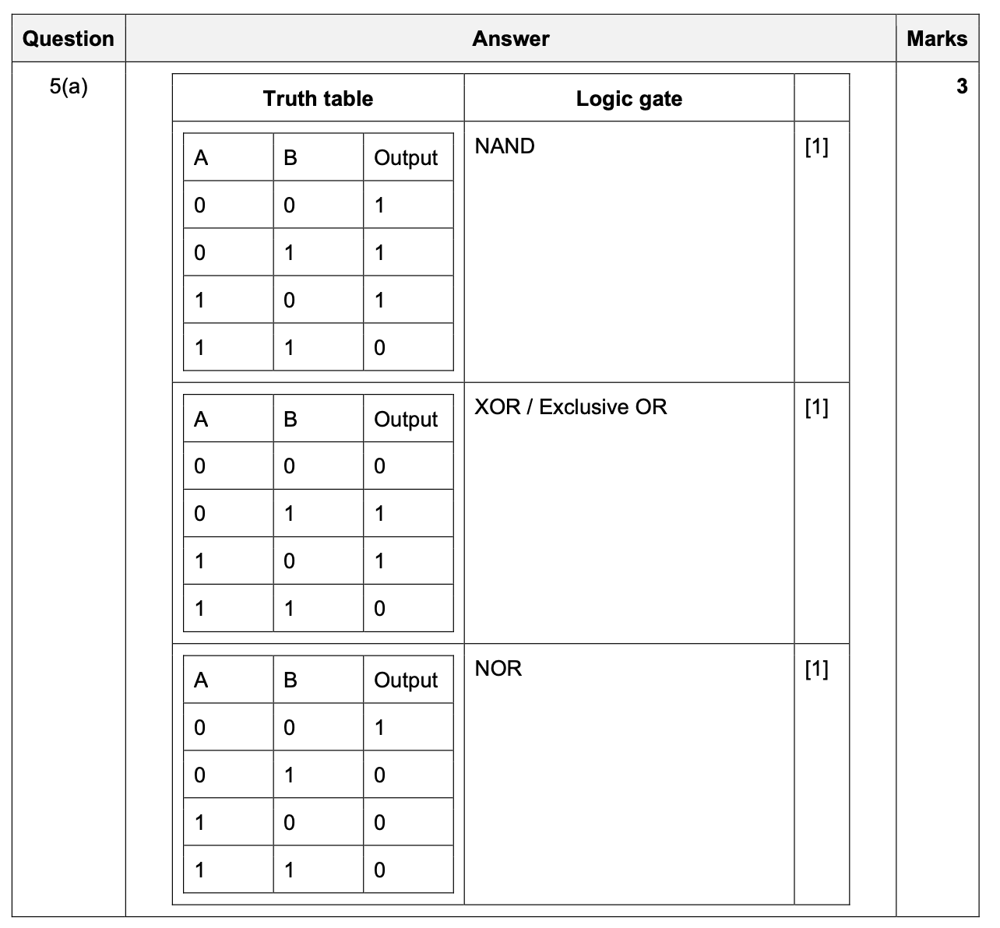 Question Answer Marks
5(a) 3
Truth table Logic gate
NAND [1]
A B Output
0 0 1
0 1 1
1 0 1
1 1 0
XOR / Exclusive OR [1]
A B Output
0 0 0
0 1 1
1 0 1
1 1 0
NOR [1]
A B Output
0 0 1
0 1 0
1 0 0
1 1 0